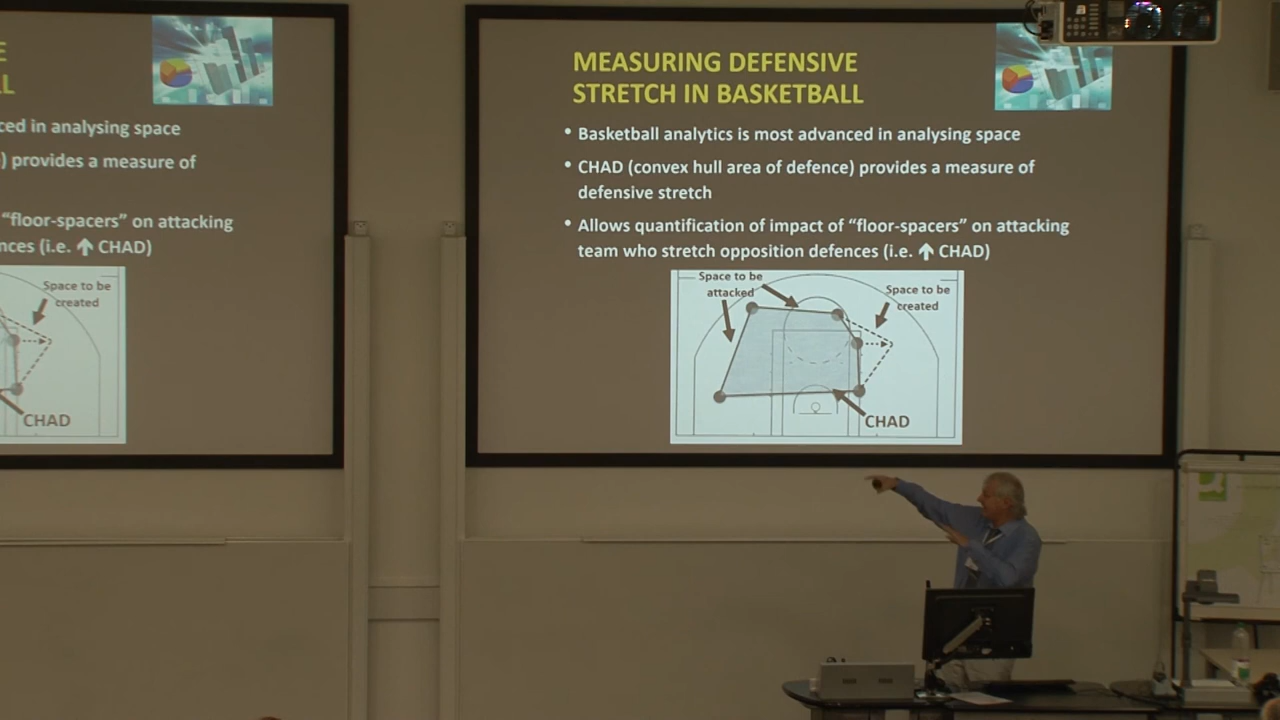 E
LL
ced in analysing space
) provides a measure of
“floor-spacers” on attacking
nces (i.e. ↑ CHAD)
Space to be
created
CHAD
MEASURING DEFENSIVE
STRETCH IN BASKETBALL
• Basketball analytics is most advanced in analysing space
• CHAD (convex hull area of defence) provides a measure of
defensive stretch
• Allows quantification of impact of “floor-spacers” on attacking
team who stretch opposition defences (i.e. ↑ CHAD)
Space to be
attacked
Space to be
created
CHAD